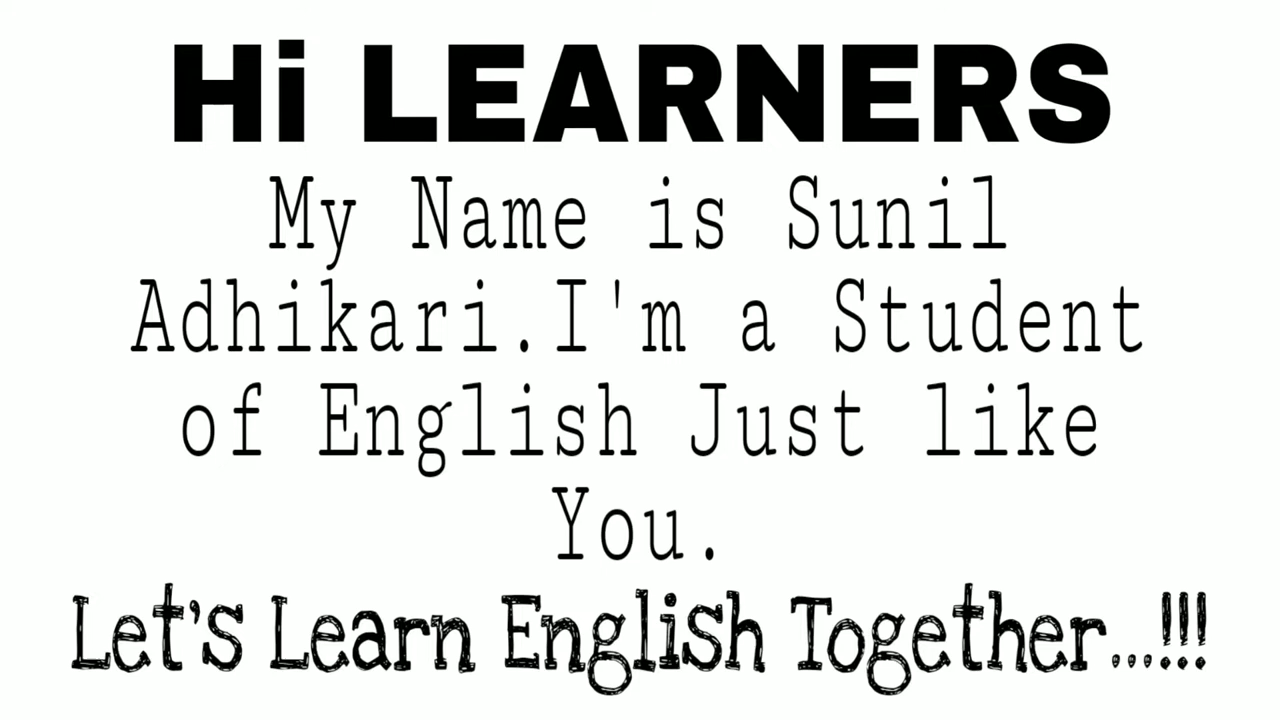 Hi LEARNERS
My Name is Sunil
Adhikari.I'm a Student
of English Just like
You.
Let's Learn English Together...!!!